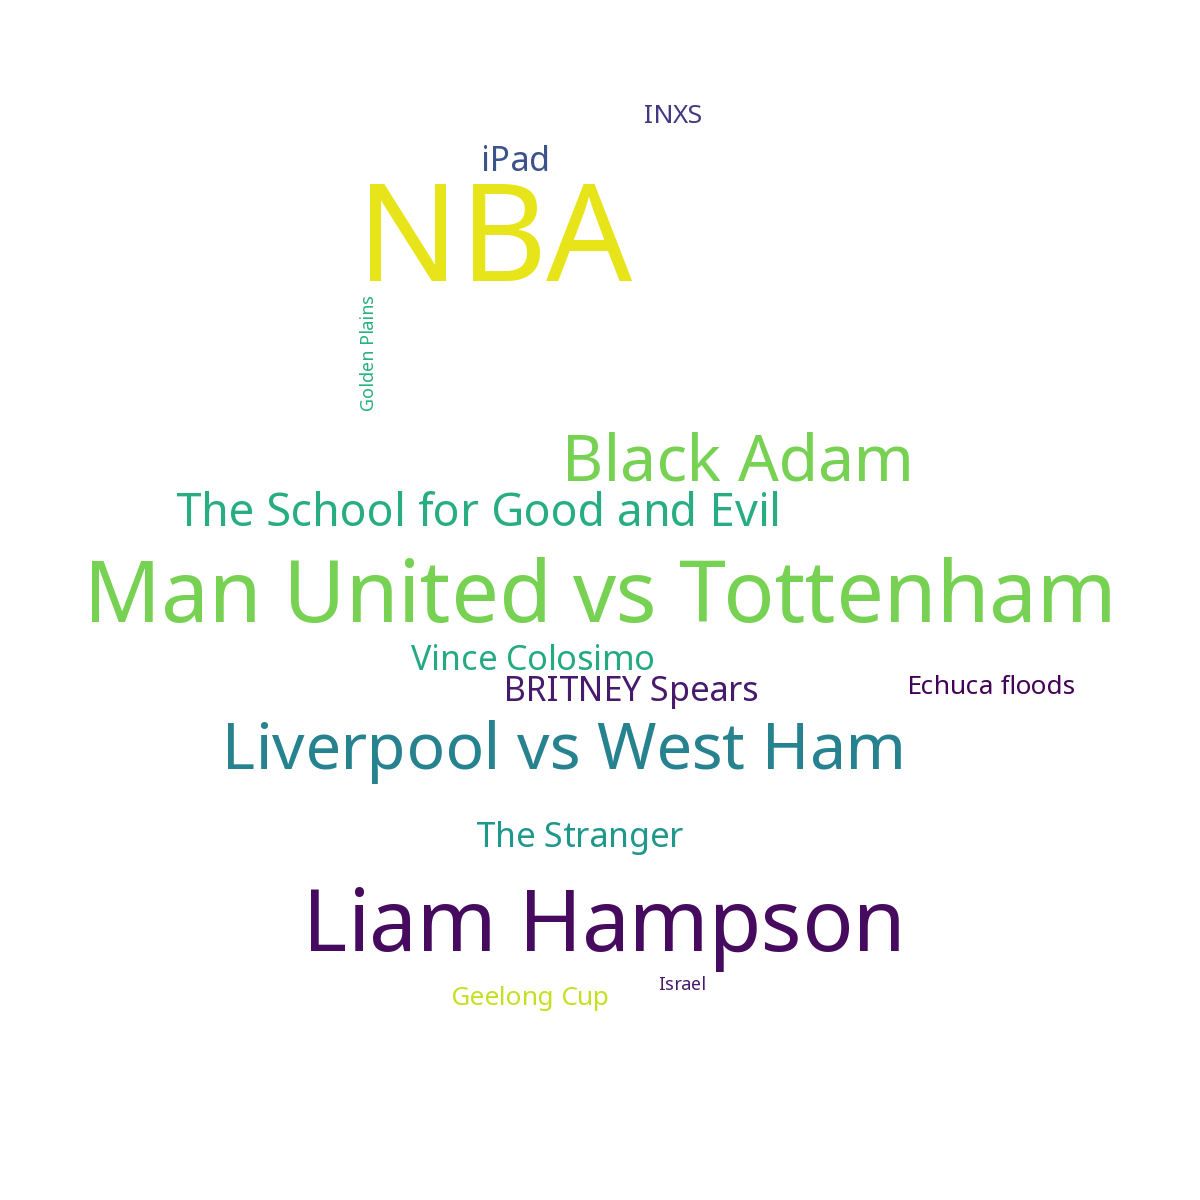 INXS
iPad
NBA
Golden Plains
Black Adam
The School for Good and Evil
Man United vs Tottenham
Vince Colosimo
BRITNEY Spears
Echuca floods
Liverpool vs West Ham
The Stranger
Liam Hampson
Israel
Geelong Cup